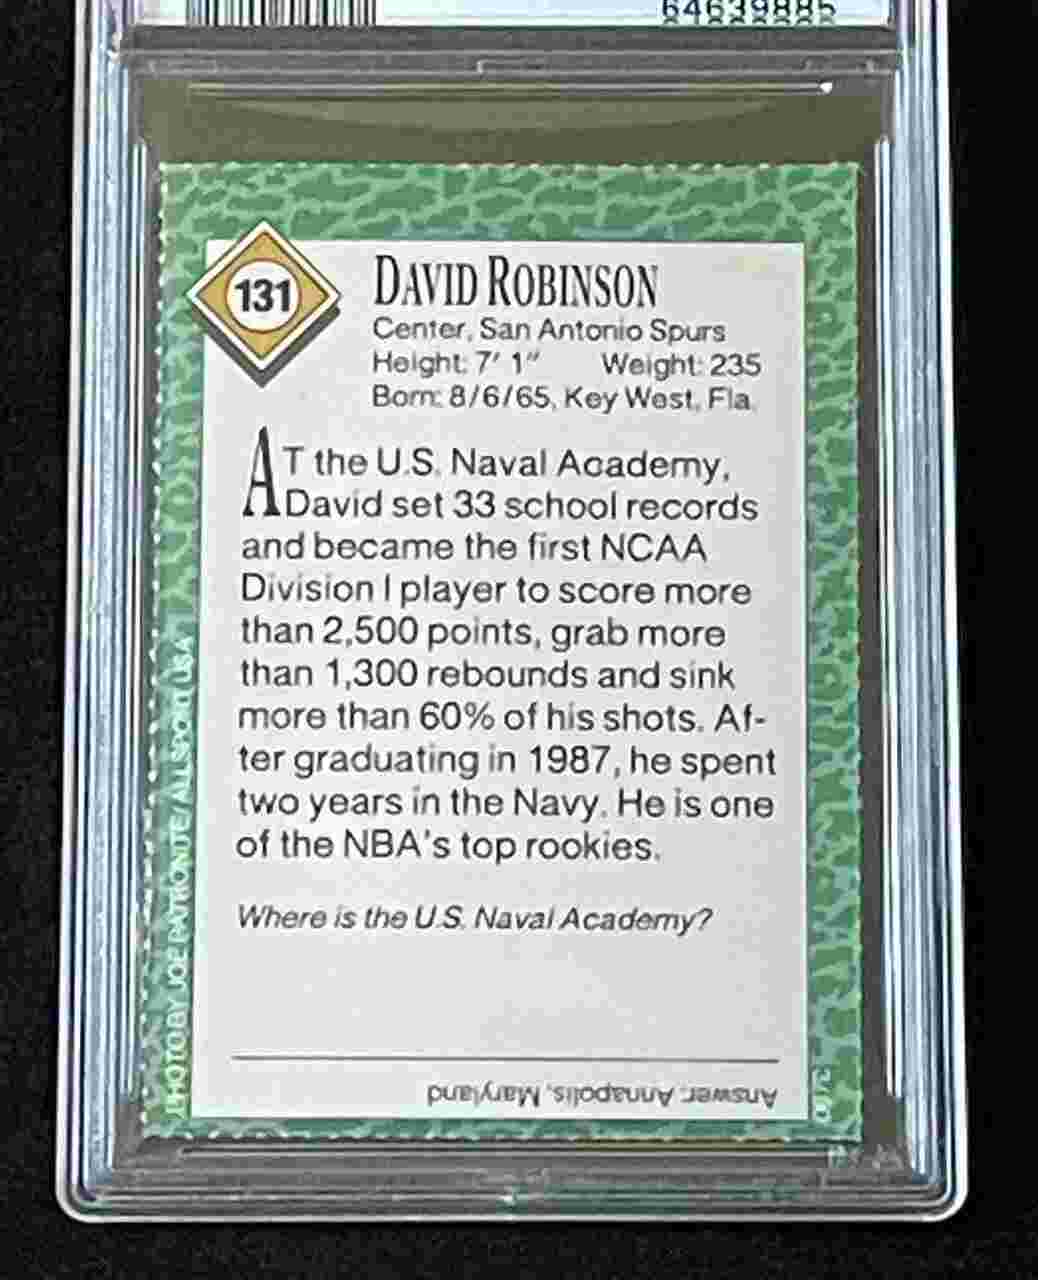 64639885
131
DAVID ROBINSON
Center, San Antonio Spurs
Height: 7' 1" Weight: 235
Born: 8/6/65, Key West, Fla.
AT the U.S. Naval Academy,
David set 33 school records
and became the first NCAA
Division I player to score more
than 2,500 points, grab more
than 1,300 rebounds and sink
more than 60% of his shots. Af-
ter graduating in 1987, he spent
two years in the Navy. He is one
of the NBA's top rookies.
Where is the U.S. Naval Academy?
Answer: Annapolis, Maryland
PHOTO BY JOE PATRONITE/ALLSPORT USA